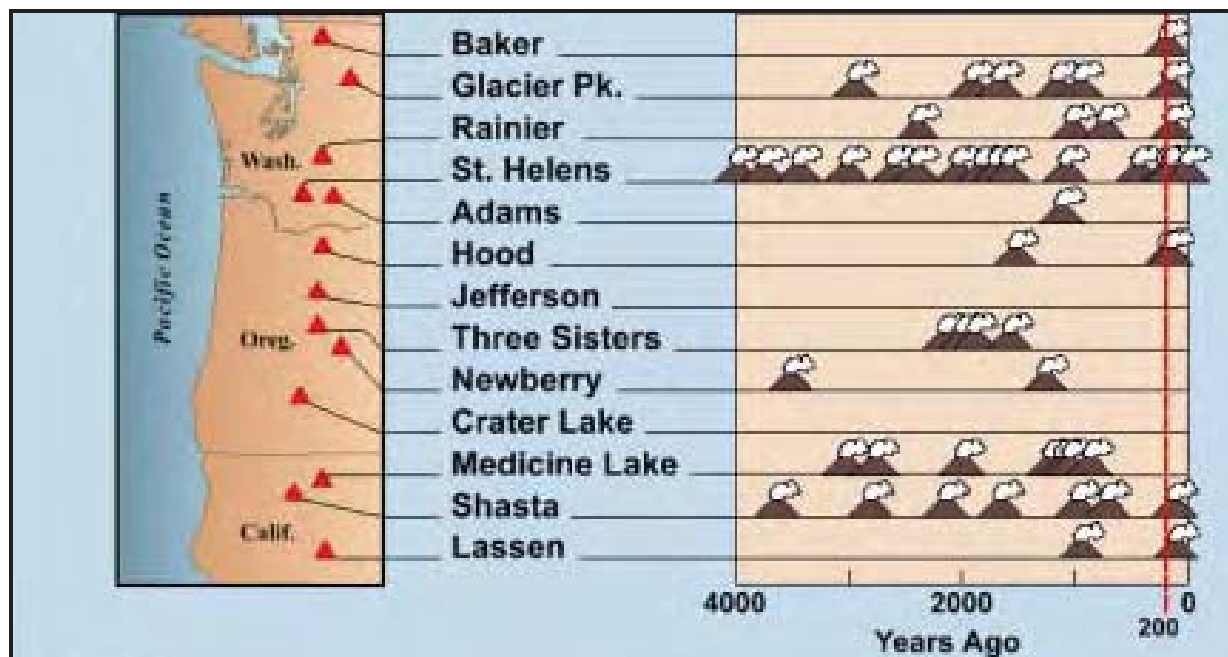 Baker
Glacier Pk.
Rainier
St. Helens
Adams
Hood
Jefferson
Three Sisters
Newberry
Crater Lake
Medicine Lake
Shasta
Lassen
Wash.
Oreg.
Calif.
Pacific Ocean
4000 2000 0
200
Years Ago